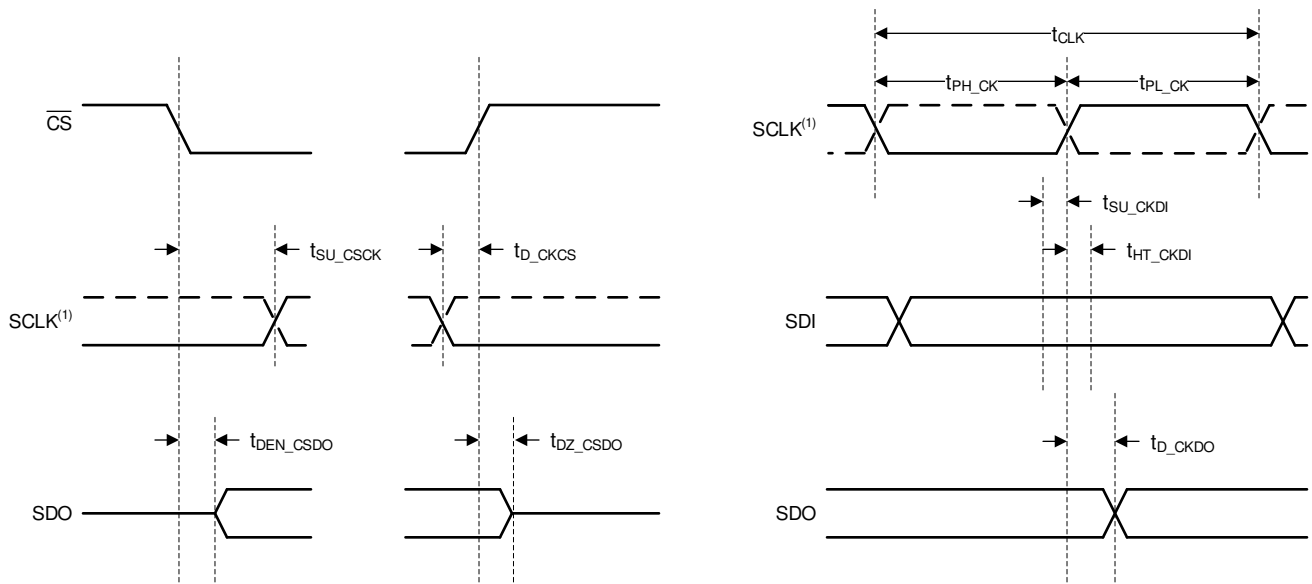 CS
SCLK(1)
SDO
tSU_CSCK
tD_CKCS
tDEN_CSDO
tDZ_CSDO
tCLK
tPH_CK
tPL_CK
SCLK(1)
tSU_CKDI
tHT_CKDI
SDI
tD_CKDO
SDO